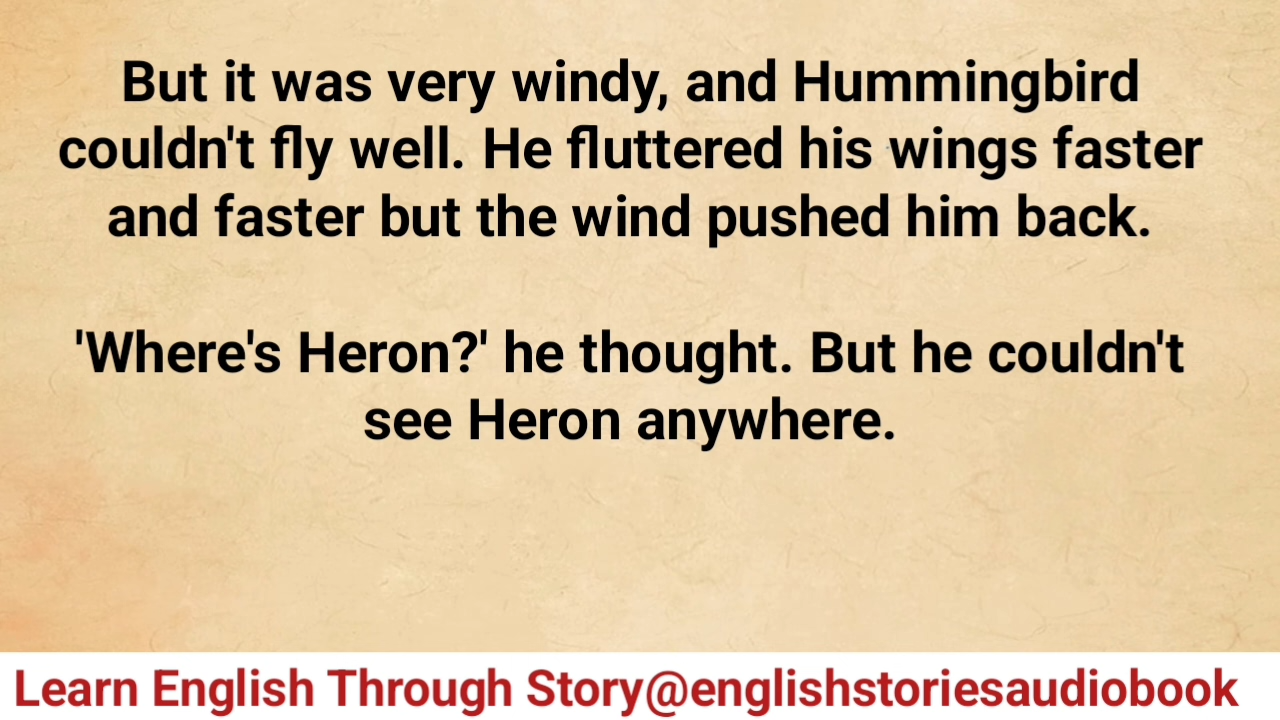 But it was very windy, and Hummingbird
couldn't fly well. He fluttered his wings faster
and faster but the wind pushed him back.
'Where's Heron?' he thought. But he couldn't
see Heron anywhere.
Learn English Through Story@englishstoriesaudiobook